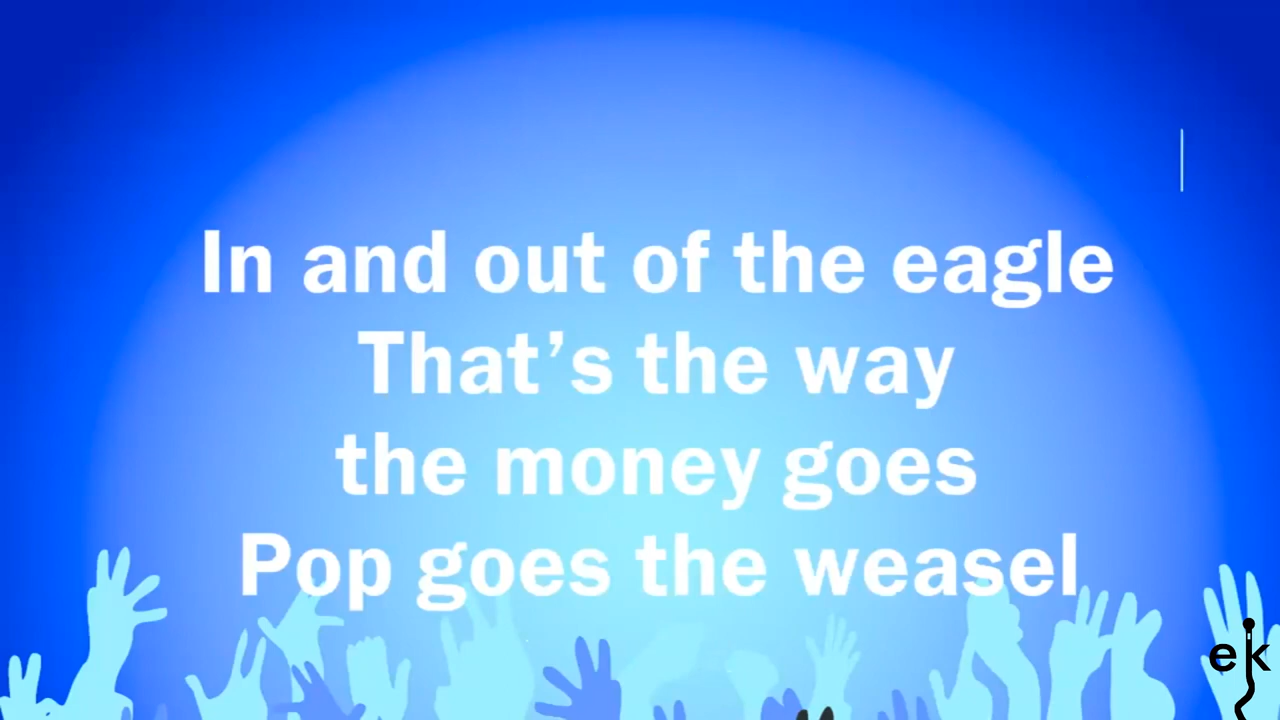 In and out of the eagle
That’s the way
the money goes
Pop goes the weasel
ek